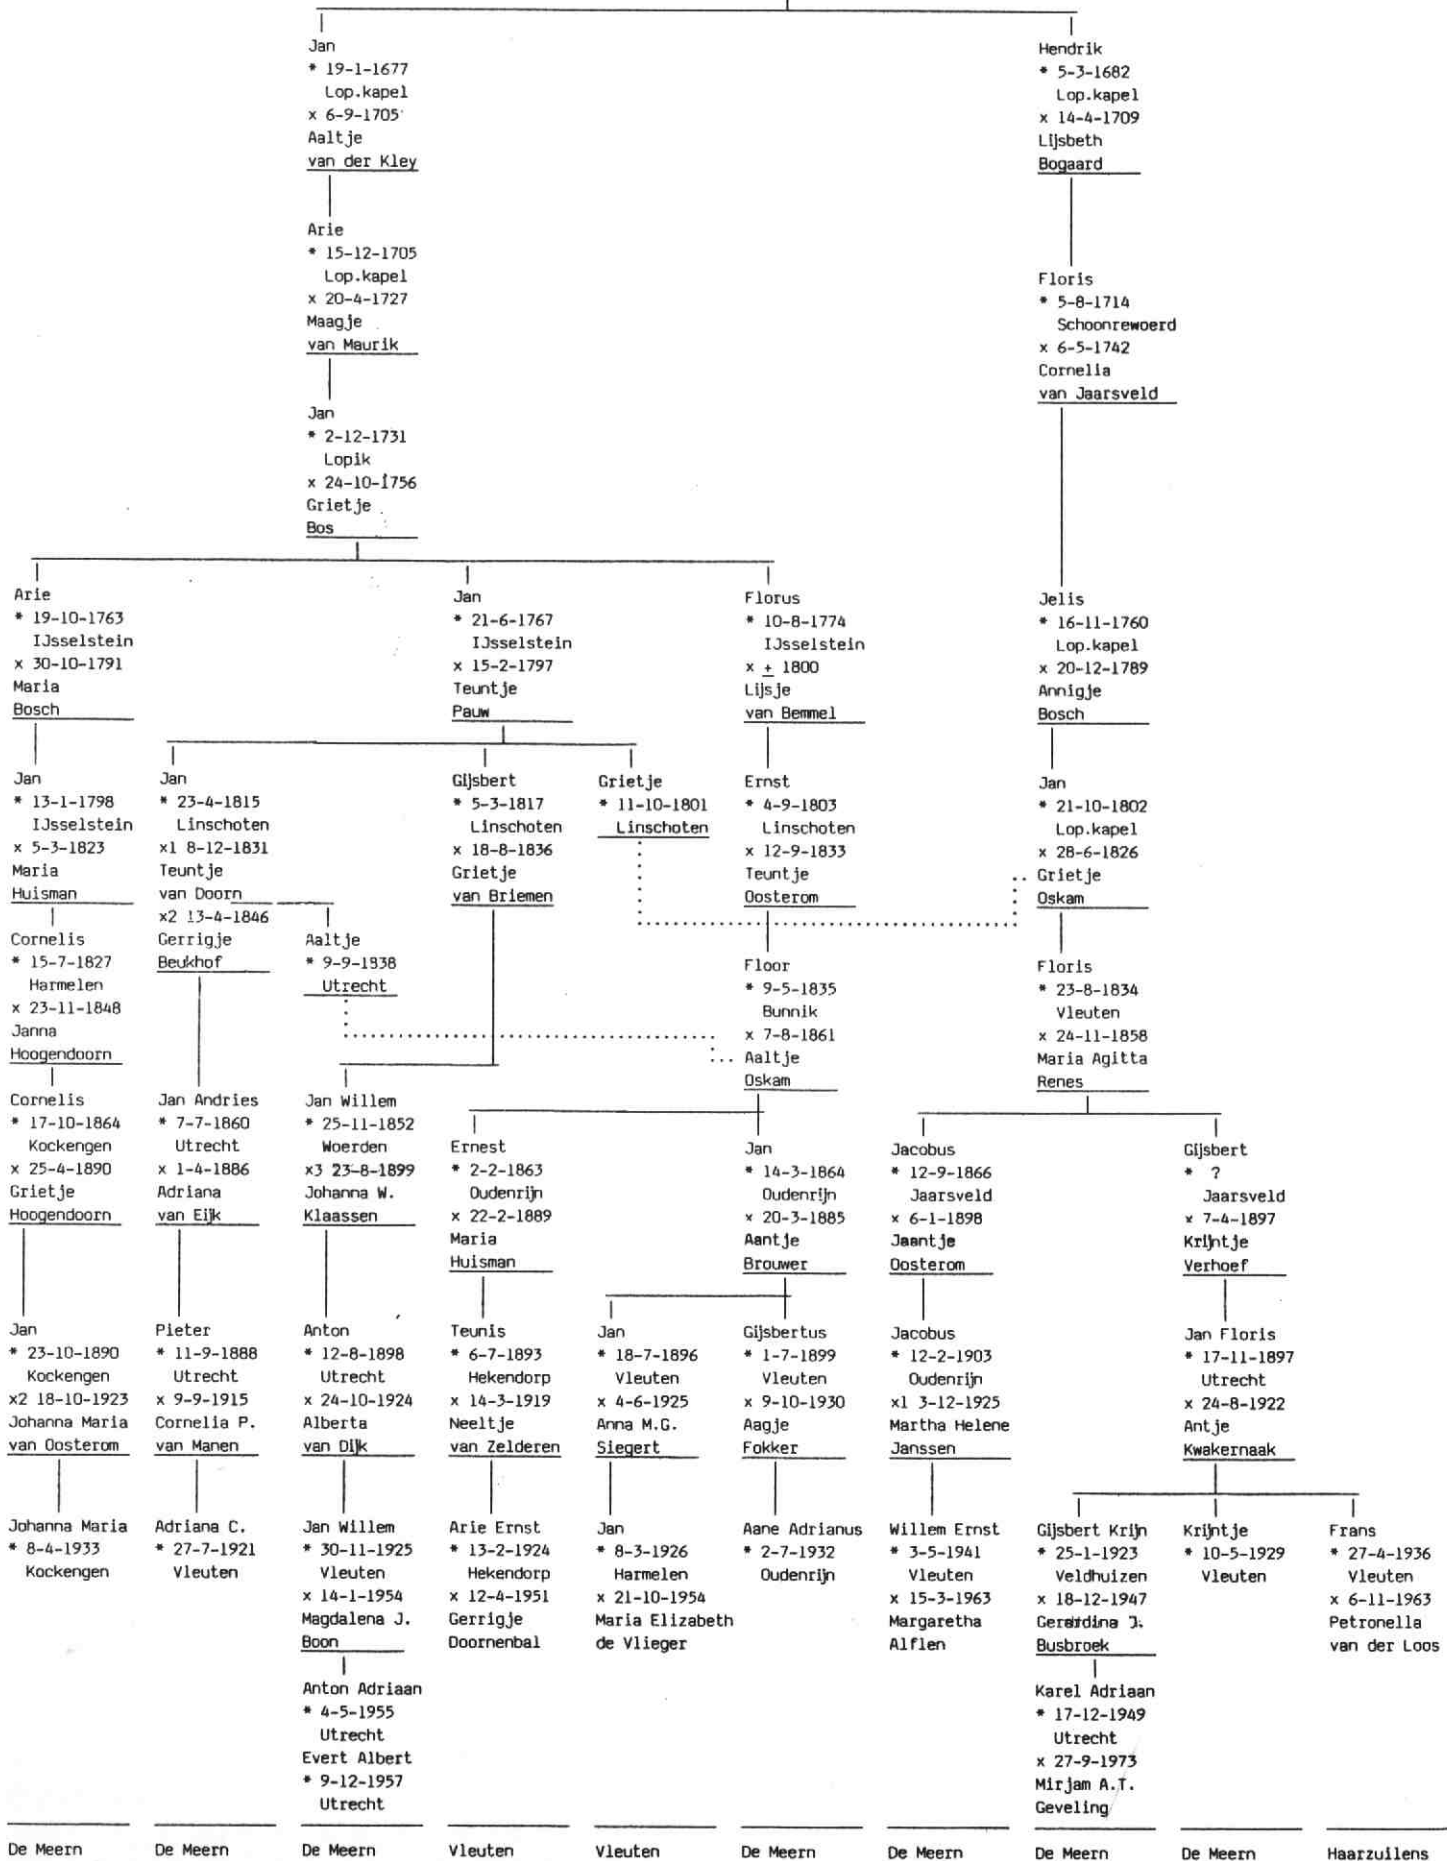 Jan
* 19-1-1677
Lop.kapel
x 6-9-1705
Aaltje
van der Kley
Hendrik
* 5-3-1682
Lop.kapel
x 14-4-1709
Lijsbeth
Bogaard
Arie
* 15-12-1705
Lop.kapel
x 20-4-1727
Maagje
van Maurik
Floris
* 5-8-1714
Schoonrewoerd
x 6-5-1742
Cornelia
van Jaarsveld
Jan
* 2-12-1731
Lopik
x 24-10-1756
Grietje
Bos
Arie
* 19-10-1763
IJsselstein
x 30-10-1791
Maria
Bosch
Jan
* 21-6-1767
IJsselstein
x 15-2-1797
Teuntje
Pauw
Florus
* 10-8-1774
IJsselstein
x ± 1800
Lijsje
van Bemmel
Jelis
* 16-11-1760
Lop.kapel
x 20-12-1789
Annigje
Bosch
Jan
* 13-1-1798
IJsselstein
x 5-3-1823
Maria
Huisman
Jan
* 23-4-1815
Linschoten
x1 8-12-1831
Teuntje
van Doorn
x2 13-4-1846
Gerrigje
Beukhof
Gijsbert
* 5-3-1817
Linschoten
x 18-8-1836
Grietje
van Briemen
Grietje
* 11-10-1801
Linschoten
Ernst
* 4-9-1803
Linschoten
x 12-9-1833
Teuntje
Oosterom
Jan
* 21-10-1802
Lop.kapel
x 28-6-1826
Grietje
Oskam
Cornelis
* 15-7-1827
Harmelen
x 23-11-1848
Janna
Hoogendoorn
Aaltje
* 9-9-1838
Utrecht
Floor
* 9-5-1835
Bunnik
x 7-8-1861
Aaltje
Oskam
Floris
* 23-8-1834
Vleuten
x 24-11-1858
Maria Agitta
Renes
Cornelis
* 17-10-1864
Kockengen
x 25-4-1890
Grietje
Hoogendoorn
Jan Andries
* 7-7-1860
Utrecht
x 1-4-1886
Adriana
van Eijk
Jan Willem
* 25-11-1852
Woerden
x3 23-8-1899
Johanna W.
Klaassen
Ernest
* 2-2-1863
Oudenrijn
x 22-2-1889
Maria
Huisman
Jan
* 14-3-1864
Oudenrijn
x 20-3-1885
Aantje
Brouwer
Jacobus
* 12-9-1866
Jaarsveld
x 6-1-1898
Jaantje
Oosterom
Gijsbert
* ?
Jaarsveld
x 7-4-1897
Krijntje
Verhoef
Jan
* 23-10-1890
Kockengen
x2 18-10-1923
Johanna Maria
van Oosterom
Pieter
* 11-9-1888
Utrecht
x 9-9-1915
Cornelia P.
van Manen
Anton
* 12-8-1898
Utrecht
x 24-10-1924
Alberta
van Dijk
Teunis
* 6-7-1893
Hekendorp
x 14-3-1919
Neeltje
van Zelderen
Jan
* 18-7-1896
Vleuten
x 4-6-1925
Anna M.G.
Siegert
Gijsbertus
* 1-7-1899
Vleuten
x 9-10-1930
Aagje
Fokker
Jacobus
* 12-2-1903
Oudenrijn
x1 3-12-1925
Martha Helene
Janssen
Jan Floris
* 17-11-1897
Utrecht
x 24-8-1922
Antje
Kwakernaak
Johanna Maria
* 8-4-1933
Kockengen
Adriana C.
* 27-7-1921
Vleuten
Jan Willem
* 30-11-1925
Vleuten
x 14-1-1954
Magdalena J.
Boon
Arie Ernst
* 13-2-1924
Hekendorp
x 12-4-1951
Gerrigje
Doornenbal
Jan
* 8-3-1926
Harmelen
x 21-10-1954
Maria Elizabeth
de Vlieger
Aane Adrianus
* 2-7-1932
Oudenrijn
Willem Ernst
* 3-5-1941
Vleuten
x 15-3-1963
Margaretha
Alflen
Gijsbert Krijn
* 25-1-1923
Veldhuizen
x 18-12-1947
Gerardina J.
Busbroek
Krijntje
* 10-5-1929
Vleuten
Frans
* 27-4-1936
Vleuten
x 6-11-1963
Petronella
van der Loos
Anton Adriaan
* 4-5-1955
Utrecht
Evert Albert
* 9-12-1957
Utrecht
Karel Adriaan
* 17-12-1949
Utrecht
x 27-9-1973
Mirjam A.T.
Geveling
De Meern
De Meern
De Meern
Vleuten
Vleuten
De Meern
De Meern
De Meern
De Meern
Haarzuilens